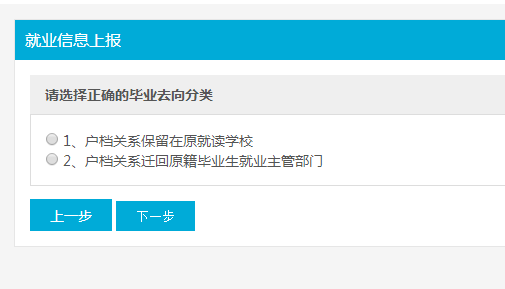 就业信息上报
请选择正确的毕业去向分类
1、户档关系保留在原就读学校
2、户档关系迁回原籍毕业生就业主管部门
上一步 下一步